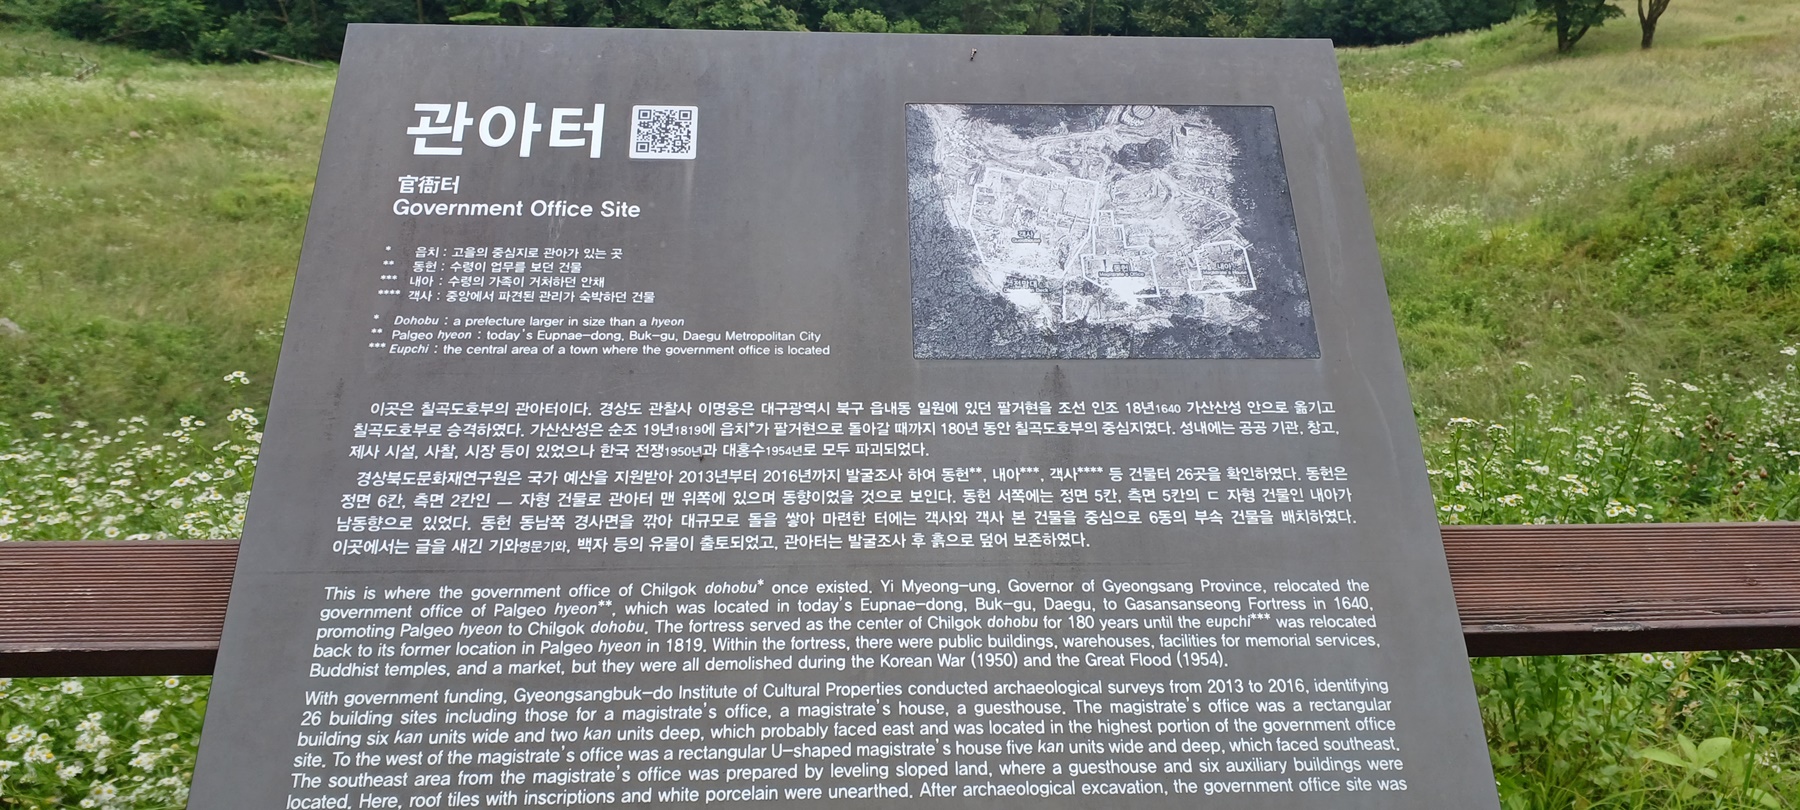 관아터
官衙터
Government Office Site
* 읍치 : 고을의 중심지로 관아가 있는 곳
** 동헌 : 수령이 업무를 보던 건물
*** 내아 : 수령의 가족이 거처하던 안채
**** 객사 : 중앙에서 파견된 관리가 숙박하던 건물
* Dohobu : a prefecture larger in size than a hyeon
** Palgeo hyeon : today's Eupnae-dong, Buk-gu, Daegu Metropolitan City
*** Eupchi : the central area of a town where the government office is located
객사
동헌
내아
이곳은 칠곡도호부의 관아터이다. 경상도 관찰사 이명웅은 대구광역시 북구 읍내동 일원에 있던 팔거현을 조선 인조 18년1640 가산산성 안으로 옮기고
칠곡도호부로 승격하였다. 가산산성은 순조 19년1819에 읍치*가 팔거현으로 돌아갈 때까지 180년 동안 칠곡도호부의 중심지였다. 성내에는 공공 기관, 창고,
제사 시설, 사찰, 시장 등이 있었으나 한국 전쟁1950년과 대홍수1954년로 모두 파괴되었다.
경상북도문화재연구원은 국가 예산을 지원받아 2013년부터 2016년까지 발굴조사 하여 동헌**, 내아***, 객사**** 등 건물터 26곳을 확인하였다. 동헌은
정면 6칸, 측면 2칸인 ㅡ 자형 건물로 관아터 맨 위쪽에 있으며 동향이었을 것으로 보인다. 동헌 서쪽에는 정면 5칸, 측면 5칸의 ㄷ 자형 건물인 내아가
남동향으로 있었다. 동헌 동남쪽 경사면을 깎아 대규모로 돌을 쌓아 마련한 터에는 객사와 객사 본 건물을 중심으로 6동의 부속 건물을 배치하였다.
이곳에서는 글을 새긴 기와명문기와, 백자 등의 유물이 출토되었고, 관아터는 발굴조사 후 흙으로 덮어 보존하였다.
This is where the government office of Chilgok dohobu* once existed. Yi Myeong-ung, Governor of Gyeongsang Province, relocated the
government office of Palgeo hyeon**, which was located in today's Eupnae-dong, Buk-gu, Daegu, to Gasansanseong Fortress in 1640,
promoting Palgeo hyeon to Chilgok dohobu. The fortress served as the center of Chilgok dohobu for 180 years until the eupchi*** was relocated
back to its former location in Palgeo hyeon in 1819. Within the fortress, there were public buildings, warehouses, facilities for memorial services,
Buddhist temples, and a market, but they were all demolished during the Korean War (1950) and the Great Flood (1954).
With government funding, Gyeongsangbuk-do Institute of Cultural Properties conducted archaeological surveys from 2013 to 2016, identifying
26 building sites including those for a magistrate's office, a magistrate's house, a guesthouse. The magistrate's office was a rectangular
building six kan units wide and two kan units deep, which probably faced east and was located in the highest portion of the government office
site. To the west of the magistrate's office was a rectangular U-shaped magistrate's house five kan units wide and deep, which faced southeast.
The southeast area from the magistrate's office was prepared by leveling sloped land, where a guesthouse and six auxiliary buildings were
located. Here, roof tiles with inscriptions and white porcelain were unearthed. After archaeological excavation, the government office site was